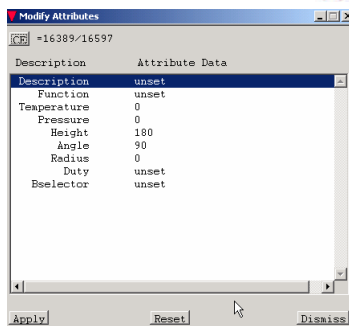 Modify Attributes
CE =16389/16597
Description Attribute Data
Description unset
Function unset
Temperature 0
Pressure 0
Height 180
Angle 90
Radius 0
Duty unset
Bselector unset
Apply Reset Dismiss